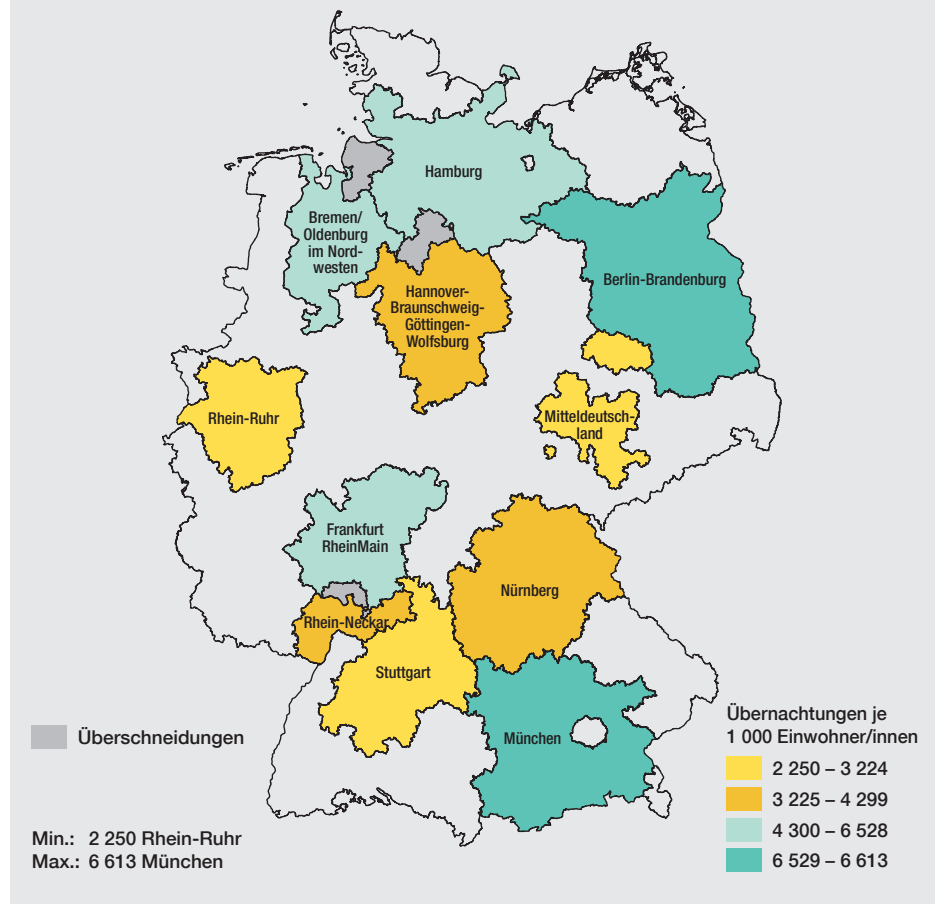 Hamburg
Bremen/
Oldenburg
im Nord-
westen
Berlin-Brandenburg
Hannover-
Braunschweig-
Göttingen-
Wolfsburg
Rhein-Ruhr
Mitteldeutsch-
land
Frankfurt
RheinMain
Nürnberg
Rhein-Neckar
Stuttgart
München
Überschneidungen
Min.: 2 250 Rhein-Ruhr
Max.: 6 613 München
Übernachtungen je
1 000 Einwohner/innen
2 250 – 3 224
3 225 – 4 299
4 300 – 6 528
6 529 – 6 613